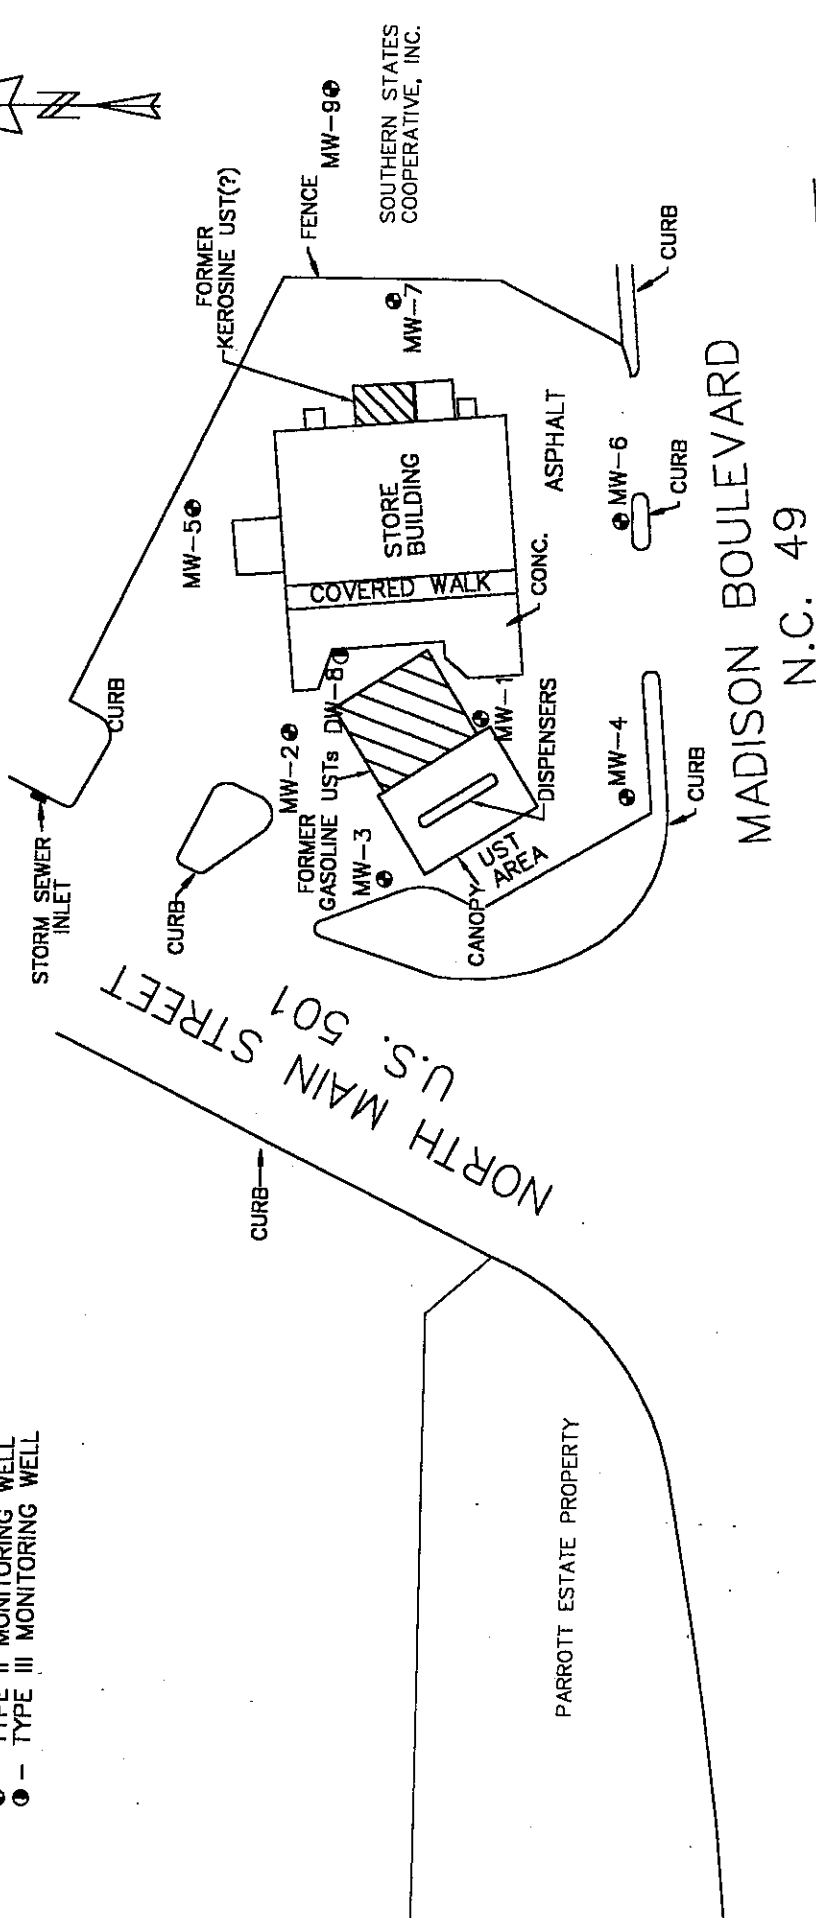 TYPE II MONITORING WELL
– TYPE III MONITORING WELL
STORM SEWER
INLET
CURB
CURB
MW-5
FORMER
KEROSINE UST(?)
FENCE
MW-9
SOUTHERN STATES
COOPERATIVE, INC.
MW-2
DW-8
FORMER
GASOLINE USTs
MW-3
COVERED WALK
STORE
BUILDING
MW-7
MW-1
DISPENSERS
CANOPY
UST
AREA
CONC.
ASPHALT
MW-4
MW-6
CURB
CURB
CURB
CURB
NORTH MAIN STREET
U.S. 501
MADISON BOULEVARD
N.C. 49
PARROTT ESTATE PROPERTY
N